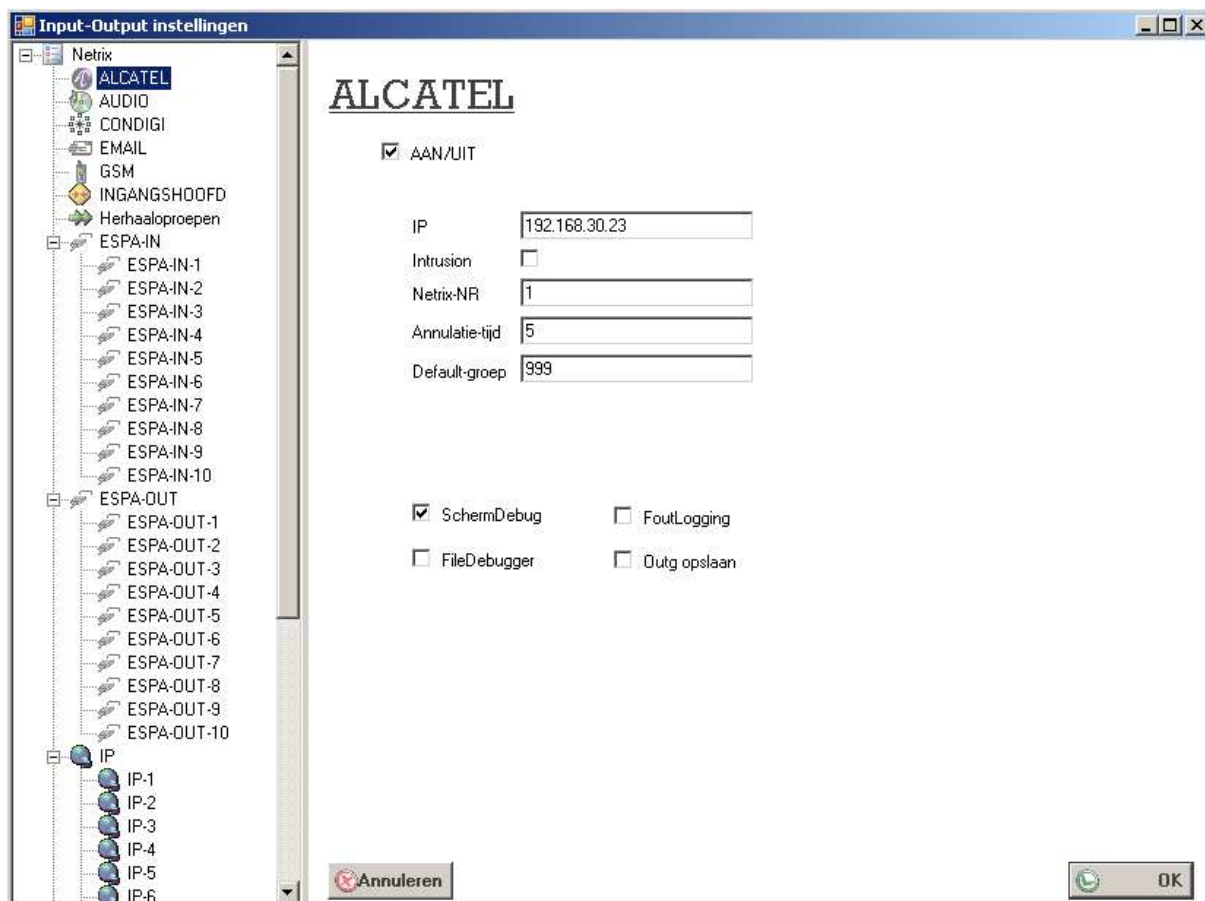 Input-Output instellingen
Netrix
ALCATEL
AUDIO
CONDIGI
EMAIL
GSM
INGANGSHOOFD
Herhaaloproepen
ESPA-IN
ESPA-IN-1
ESPA-IN-2
ESPA-IN-3
ESPA-IN-4
ESPA-IN-5
ESPA-IN-6
ESPA-IN-7
ESPA-IN-8
ESPA-IN-9
ESPA-IN-10
ESPA-OUT
ESPA-OUT-1
ESPA-OUT-2
ESPA-OUT-3
ESPA-OUT-4
ESPA-OUT-5
ESPA-OUT-6
ESPA-OUT-7
ESPA-OUT-8
ESPA-OUT-9
ESPA-OUT-10
IP
IP-1
IP-2
IP-3
IP-4
IP-5
IP-6
ALCATEL
AAN/UIT
IP 192.168.30.23
Intrusion
Netrix-NR 1
Annulatie-tijd 5
Default-groep 999
SchermDebug FoutLogging
FileDebugger Outg opslaan
Annuleren OK